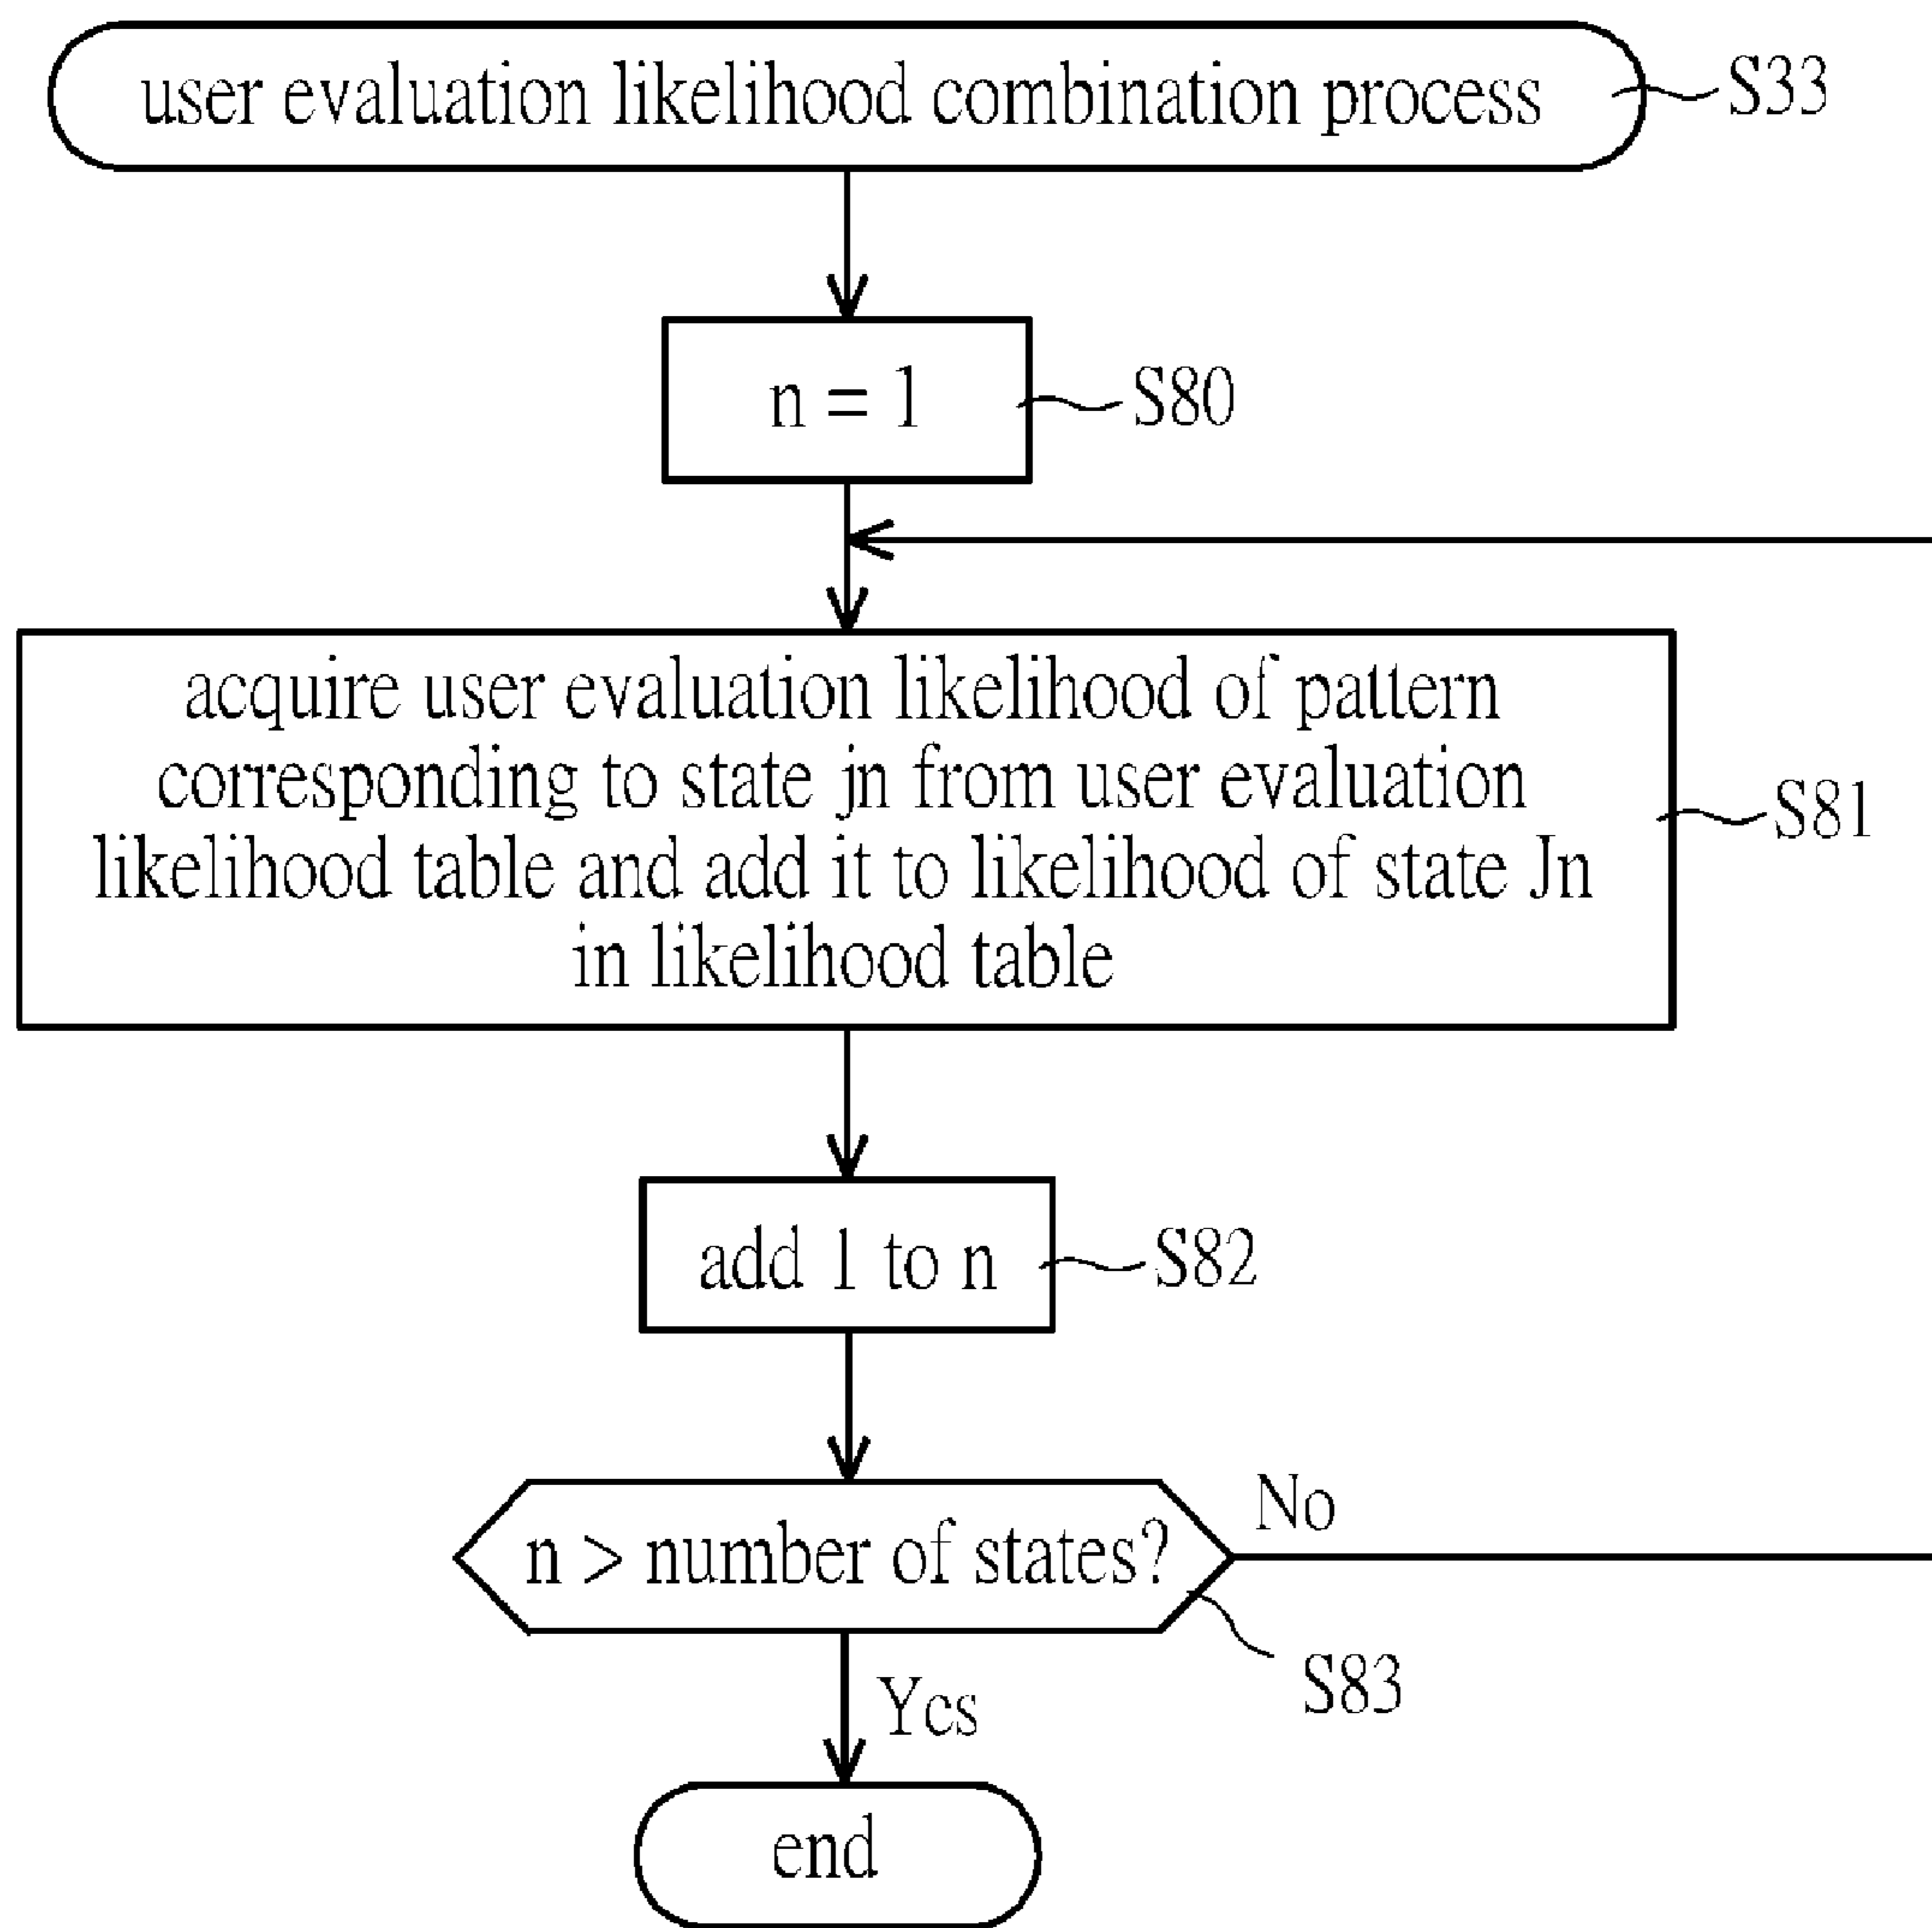 user evaluation likelihood combination process
S33
n = 1
S80
acquire user evaluation likelihood of pattern
corresponding to state jn from user evaluation
likelihood table and add it to likelihood of state Jn
in likelihood table
S81
add 1 to n
S82
n > number of states?
No
S83
Yes
end